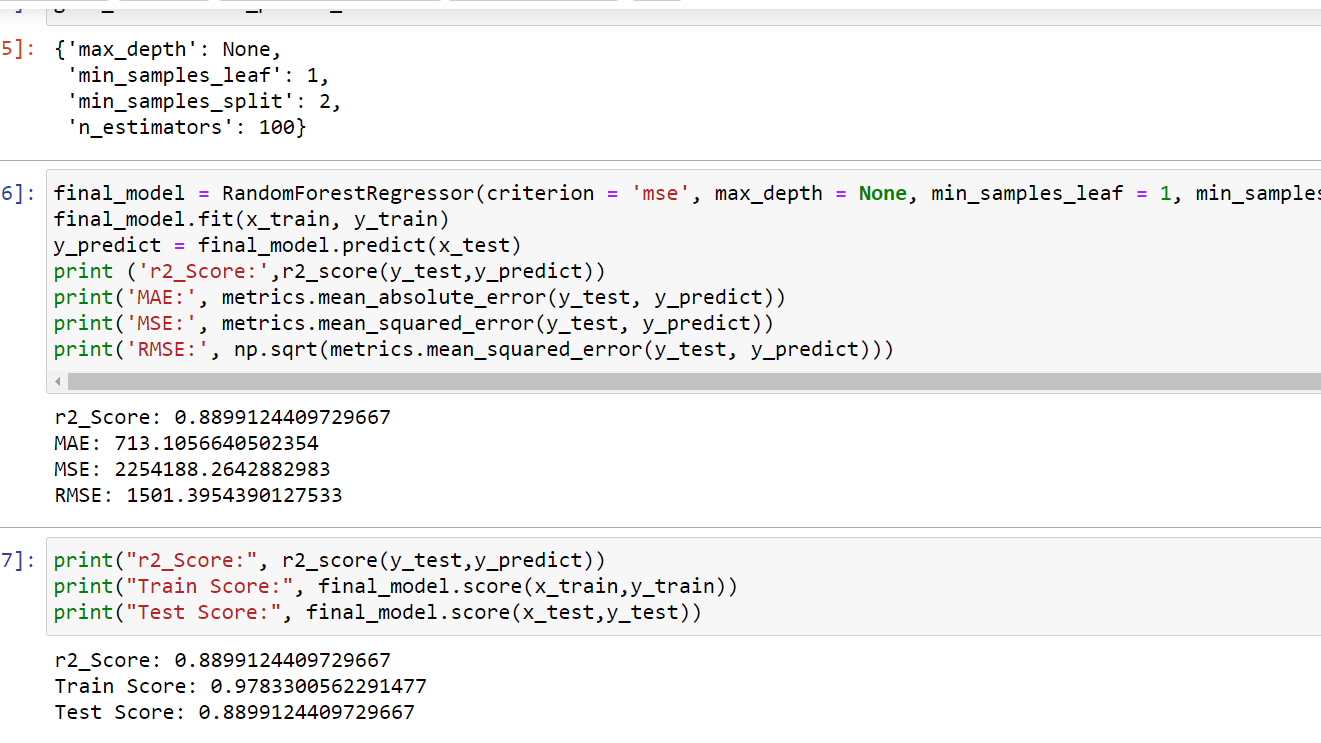 5]: {'max_depth': None,
'min_samples_leaf': 1,
'min_samples_split': 2,
'n_estimators': 100}
6]: final_model = RandomForestRegressor(criterion = 'mse', max_depth = None, min_samples_leaf = 1, min_samples
final_model.fit(x_train, y_train)
y_predict = final_model.predict(x_test)
print ('r2_Score:',r2_score(y_test,y_predict))
print('MAE:', metrics.mean_absolute_error(y_test, y_predict))
print('MSE:', metrics.mean_squared_error(y_test, y_predict))
print('RMSE:', np.sqrt(metrics.mean_squared_error(y_test, y_predict)))
r2_Score: 0.8899124409729667
MAE: 713.1056640502354
MSE: 2254188.2642882983
RMSE: 1501.3954390127533
7]: print("r2_Score:", r2_score(y_test,y_predict))
print("Train Score:", final_model.score(x_train,y_train))
print("Test Score:", final_model.score(x_test,y_test))
r2_Score: 0.8899124409729667
Train Score: 0.9783300562291477
Test Score: 0.8899124409729667